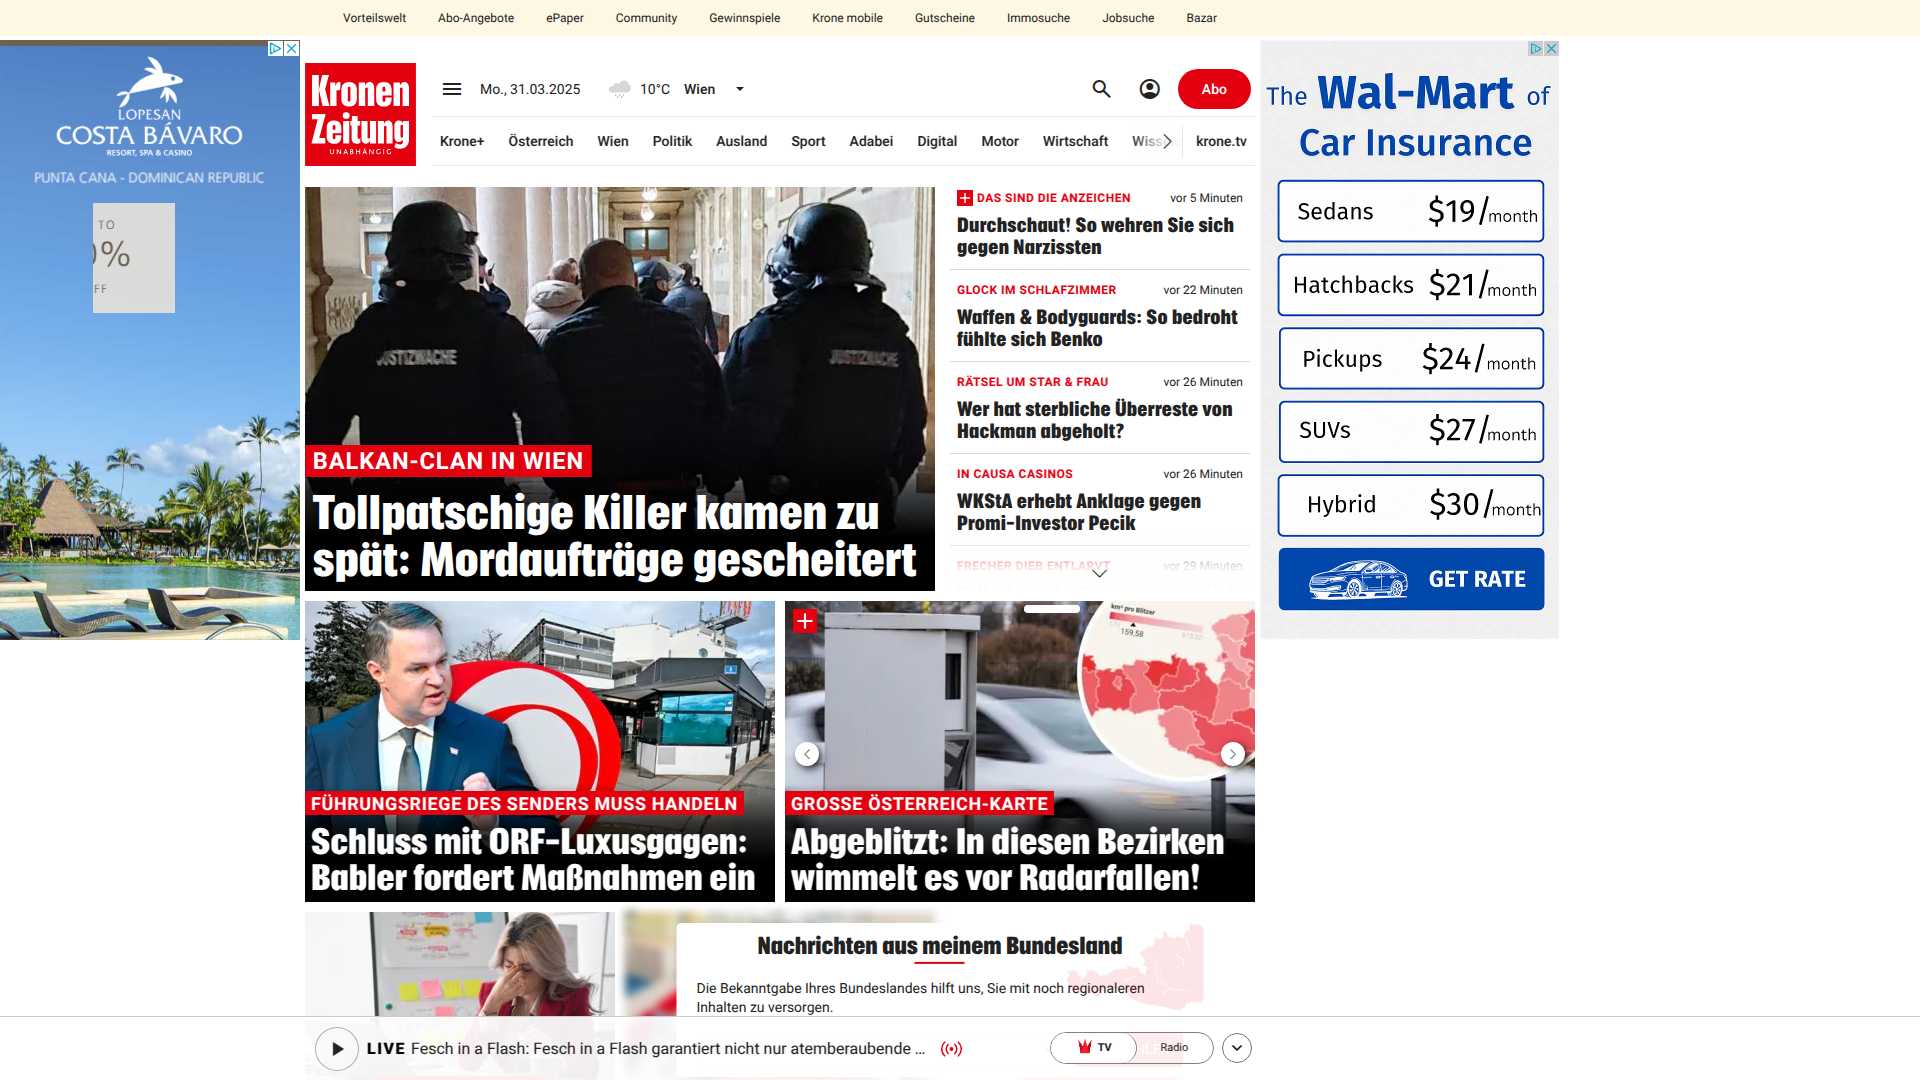 Vorteilswelt Abo-Angebote ePaper Community Gewinnspiele Krone mobile Gutscheine Immosuche Jobsuche Bazar
LOPESAN
COSTA BÁVARO
RESORT, SPA & CASINO
PUNTA CANA - DOMINICAN REPUBLIC
TO
%
FF
Kronen
Zeitung
UNABHÄNGIG
Mo., 31.03.2025 10°C Wien
Abo
Krone+ Österreich Wien Politik Ausland Sport Adabei Digital Motor Wirtschaft Wiss krone.tv
JUSTIZWACHE JUSTIZWACHE
BALKAN-CLAN IN WIEN
Tollpatschige Killer kamen zu
spät: Mordaufträge gescheitert
DAS SIND DIE ANZEICHEN vor 5 Minuten
Durchschaut! So wehren Sie sich
gegen Narzissten
GLOCK IM SCHLAFZIMMER vor 22 Minuten
Waffen & Bodyguards: So bedroht
fühlte sich Benko
RÄTSEL UM STAR & FRAU vor 26 Minuten
Wer hat sterbliche Überreste von
Hackman abgeholt?
IN CAUSA CASINOS vor 26 Minuten
WKStA erhebt Anklage gegen
Promi-Investor Pecik
FRECHER DIEB ENTLARVT vor 29 Minuten
FÜHRUNGSRIEGE DES SENDERS MUSS HANDELN
Schluss mit ORF-Luxusgagen:
Babler fordert Maßnahmen ein
km² pro Blitzer
159,58
GROSSE ÖSTERREICH-KARTE
Abgeblitzt: In diesen Bezirken
wimmelt es vor Radarfallen!
Nachrichten aus meinem Bundesland
Die Bekanntgabe Ihres Bundeslandes hilft uns, Sie mit noch regionaleren
Inhalten zu versorgen.
LIVE Fesch in a Flash: Fesch in a Flash garantiert nicht nur atemberaubende ...
TV Radio
The Wal-Mart of
Car Insurance
Sedans $19/month
Hatchbacks $21/month
Pickups $24/month
SUVs $27/month
Hybrid $30/month
GET RATE